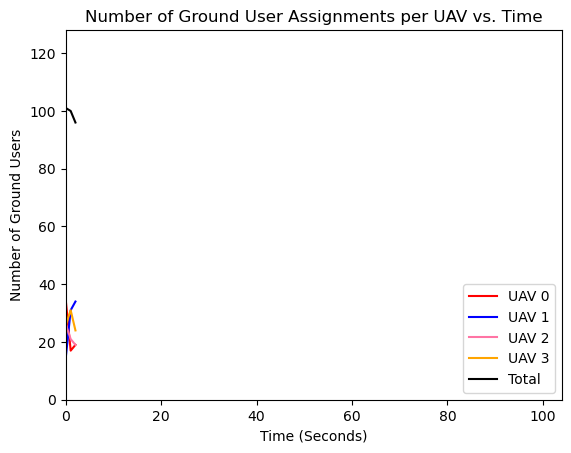 Number of Ground User Assignments per UAV vs. Time
Number of Ground Users
120
100
80
60
40
20
0
0 20 40 60 80 100
Time (Seconds)
UAV 0
UAV 1
UAV 2
UAV 3
Total